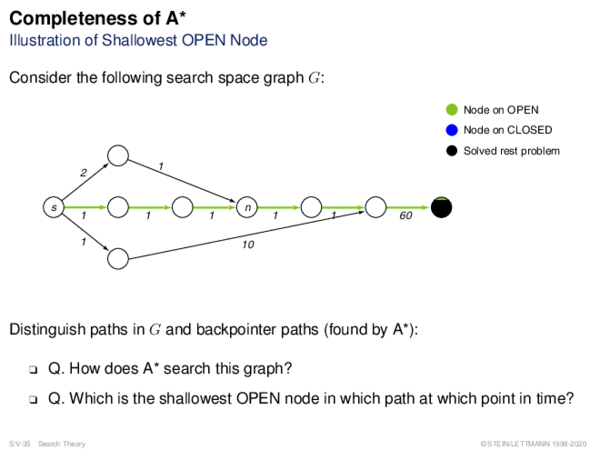 Completeness of A*
Illustration of Shallowest OPEN Node
Consider the following search space graph G:
Node on OPEN
Node on CLOSED
Solved rest problem
2
1
s
1
1
1
n
1
1
60
1
10
Distinguish paths in G and backpointer paths (found by A*):
❑ Q. How does A* search this graph?
❑ Q. Which is the shallowest OPEN node in which path at which point in time?
S:V-35 Search Theory
©STEIN/LETTMANN 1998-2020